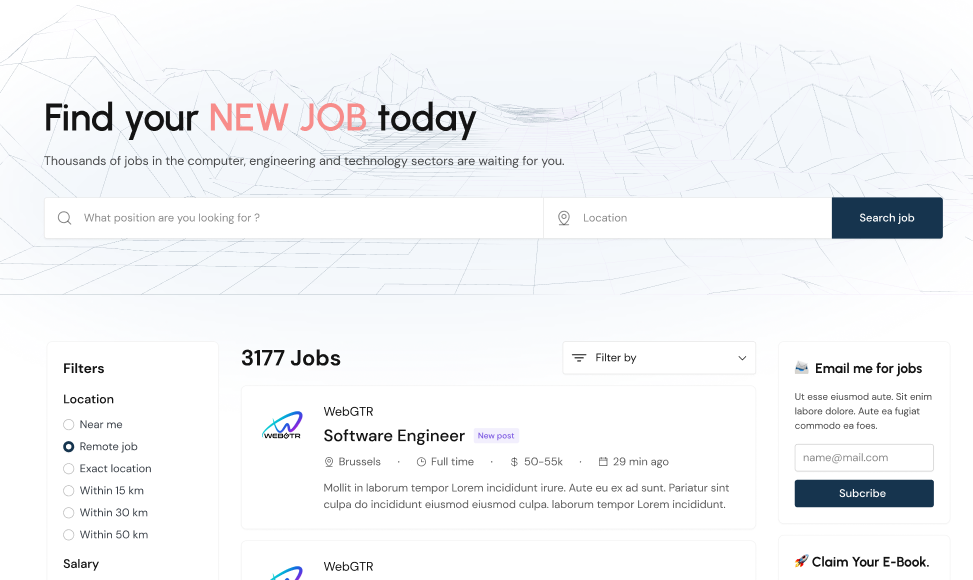 Find your NEW JOB today
Thousands of jobs in the computer, engineering and technology sectors are waiting for you.
What position are you looking for ?
Location
Search job
Filters
Location
Near me
Remote job
Exact location
Within 15 km
Within 30 km
Within 50 km
Salary
3177 Jobs
Filter by
WEBGTR
WebGTR
Software Engineer
New post
Brussels · Full time · $ 50-55k · 29 min ago
Mollit in laborum tempor Lorem incididunt irure. Aute eu ex ad sunt. Pariatur sint
culpa do incididunt eiusmod eiusmod culpa. laborum tempor Lorem incididunt.
WebGTR
Email me for jobs
Ut esse eiusmod aute. Sit enim
labore dolore. Aute ea fugiat
commodo ea foes.
name@mail.com
Subcribe
🚀 Claim Your E-Book.